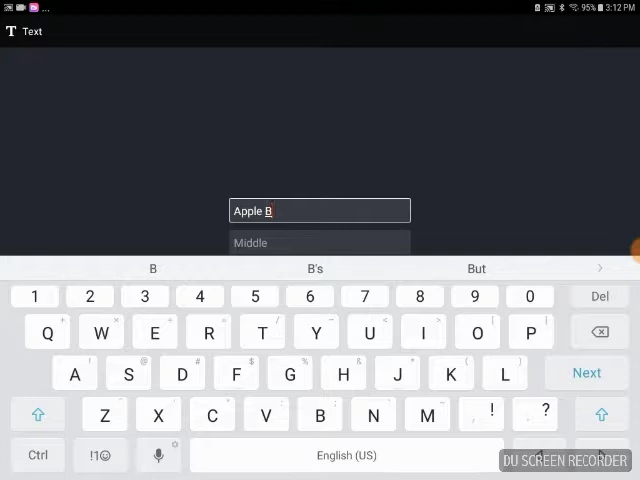 ... 95% 3:12 PM
T Text
Apple B
Middle
B B's But >
1 2 3 4 5 6 7 8 9 0 Del
+ × ÷ = / _ < > [ ]
Q W E R T Y U I O P
! @ # $ % ^ & * ( )
A S D F G H J K L Next
Z X C V B N M , ! . ?
Ctrl !1☺ English (US)
DU SCREEN RECORDER